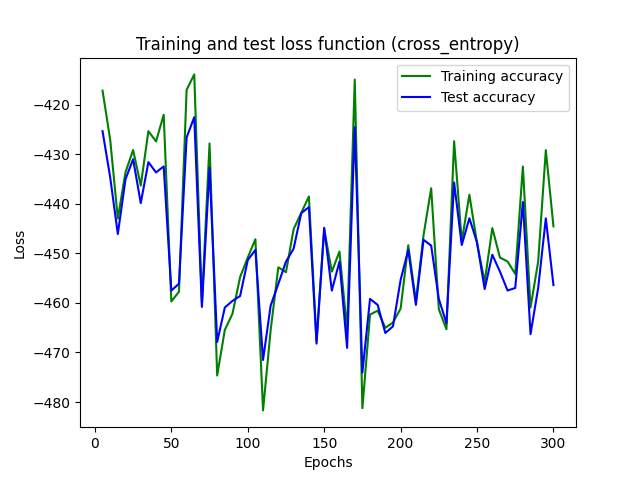 Training and test loss function (cross_entropy)
Training accuracy
Test accuracy
Loss
−420
−430
−440
−450
−460
−470
−480
0 50 100 150 200 250 300
Epochs